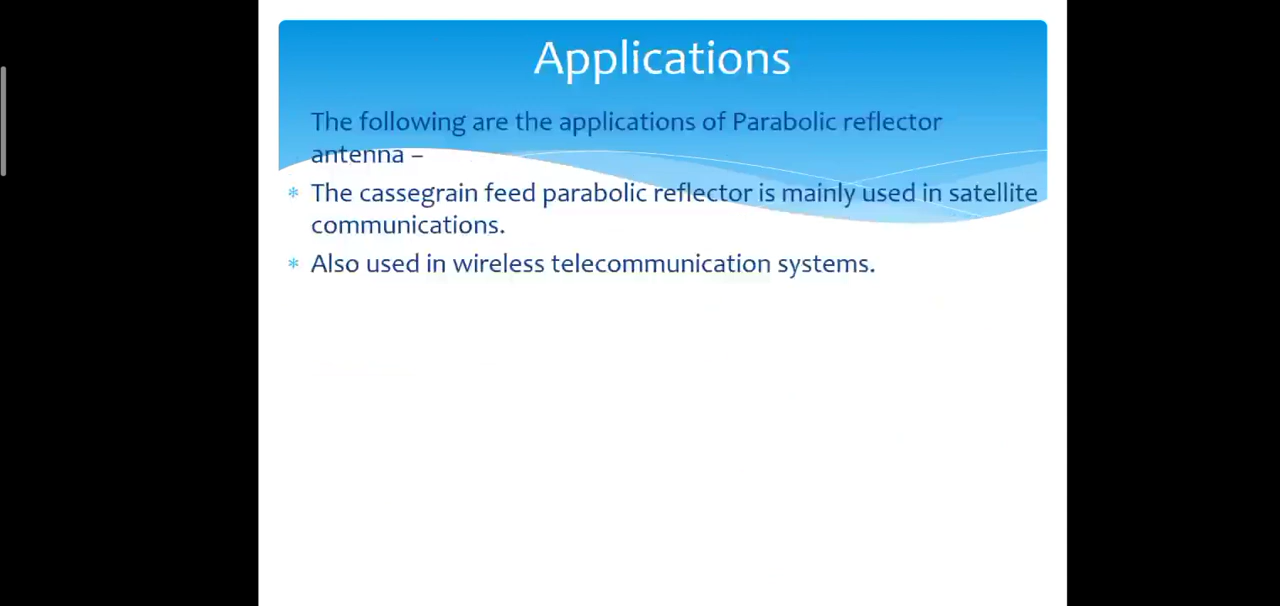 Applications
The following are the applications of Parabolic reflector
antenna –
* The cassegrain feed parabolic reflector is mainly used in satellite
communications.
* Also used in wireless telecommunication systems.